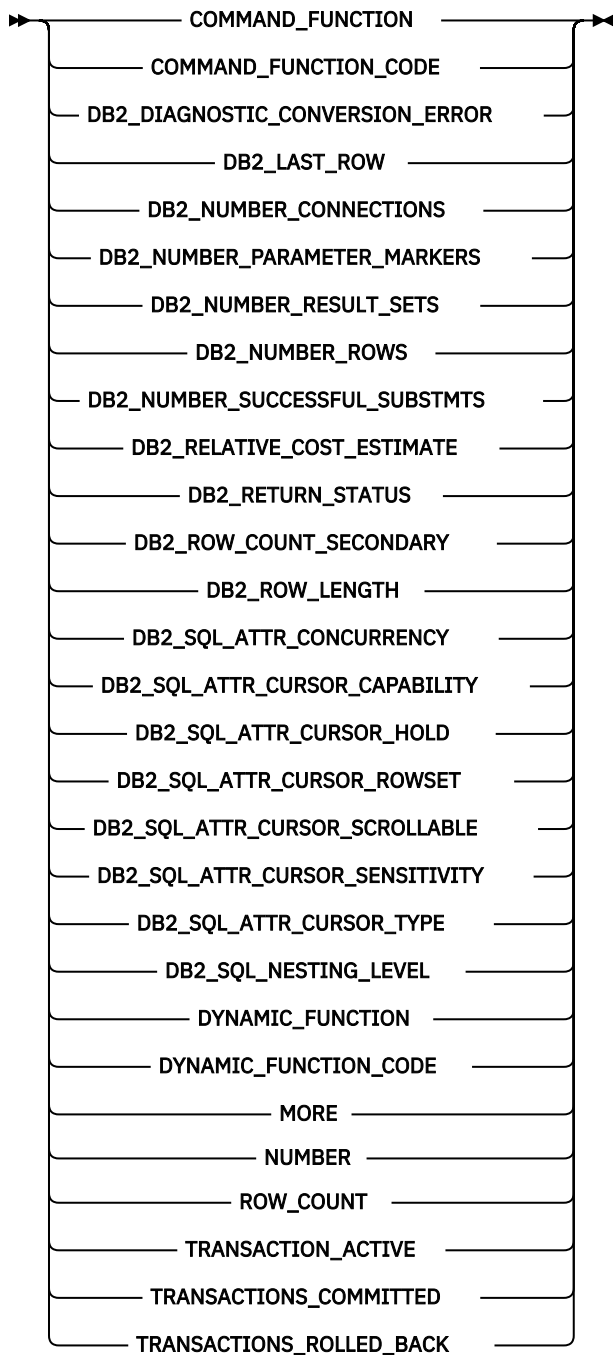 COMMAND_FUNCTION
COMMAND_FUNCTION_CODE
DB2_DIAGNOSTIC_CONVERSION_ERROR
DB2_LAST_ROW
DB2_NUMBER_CONNECTIONS
DB2_NUMBER_PARAMETER_MARKERS
DB2_NUMBER_RESULT_SETS
DB2_NUMBER_ROWS
DB2_NUMBER_SUCCESSFUL_SUBSTMTS
DB2_RELATIVE_COST_ESTIMATE
DB2_RETURN_STATUS
DB2_ROW_COUNT_SECONDARY
DB2_ROW_LENGTH
DB2_SQL_ATTR_CONCURRENCY
DB2_SQL_ATTR_CURSOR_CAPABILITY
DB2_SQL_ATTR_CURSOR_HOLD
DB2_SQL_ATTR_CURSOR_ROWSET
DB2_SQL_ATTR_CURSOR_SCROLLABLE
DB2_SQL_ATTR_CURSOR_SENSITIVITY
DB2_SQL_ATTR_CURSOR_TYPE
DB2_SQL_NESTING_LEVEL
DYNAMIC_FUNCTION
DYNAMIC_FUNCTION_CODE
MORE
NUMBER
ROW_COUNT
TRANSACTION_ACTIVE
TRANSACTIONS_COMMITTED
TRANSACTIONS_ROLLED_BACK